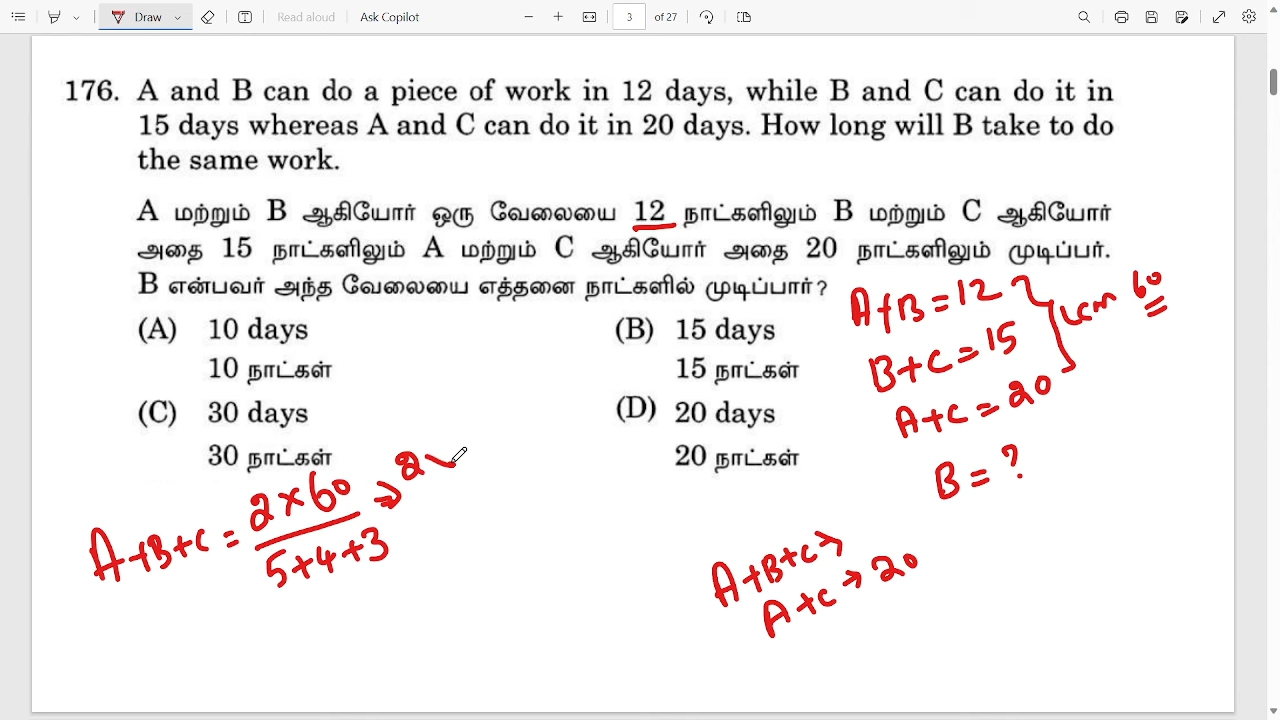 Draw
Read aloud
Ask Copilot
3 of 27
176. A and B can do a piece of work in 12 days, while B and C can do it in
15 days whereas A and C can do it in 20 days. How long will B take to do
the same work.
A மற்றும் B ஆகியோர் ஒரு வேலையை 12 நாட்களிலும் B மற்றும் C ஆகியோர்
அதை 15 நாட்களிலும் A மற்றும் C ஆகியோர் அதை 20 நாட்களிலும் முடிப்பர்.
B என்பவர் அந்த வேலையை எத்தனை நாட்களில் முடிப்பார்?
(A) 10 days
10 நாட்கள்
(B) 15 days
15 நாட்கள்
(C) 30 days
30 நாட்கள்
(D) 20 days
20 நாட்கள்
A+B=12
B+C=15
A+C=20
Lcm 60
B=?
A+B+C = 2×60
5+4+3
⇒ 2
A+B+C→
A+C→20